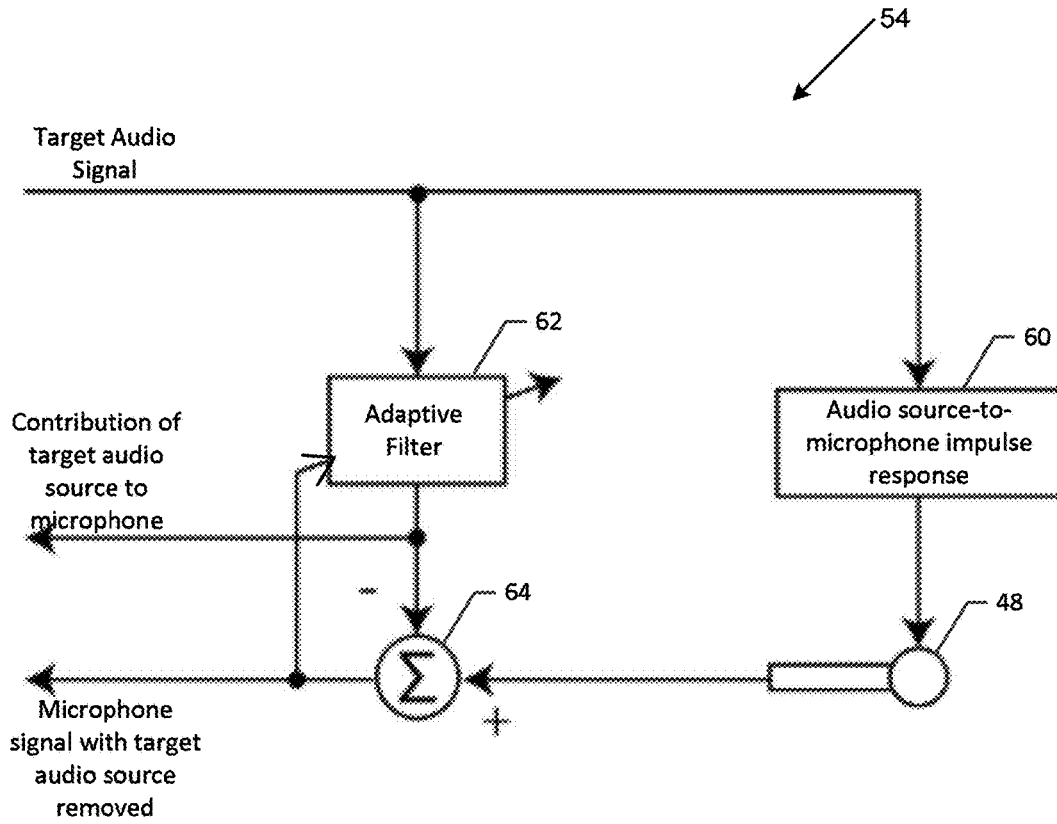 54
Target Audio
Signal
62
60
Adaptive
Filter
Audio source-to-
microphone impulse
response
Contribution of
target audio
source to
microphone
-
64
48
Σ
+
Microphone
signal with target
audio source
removed